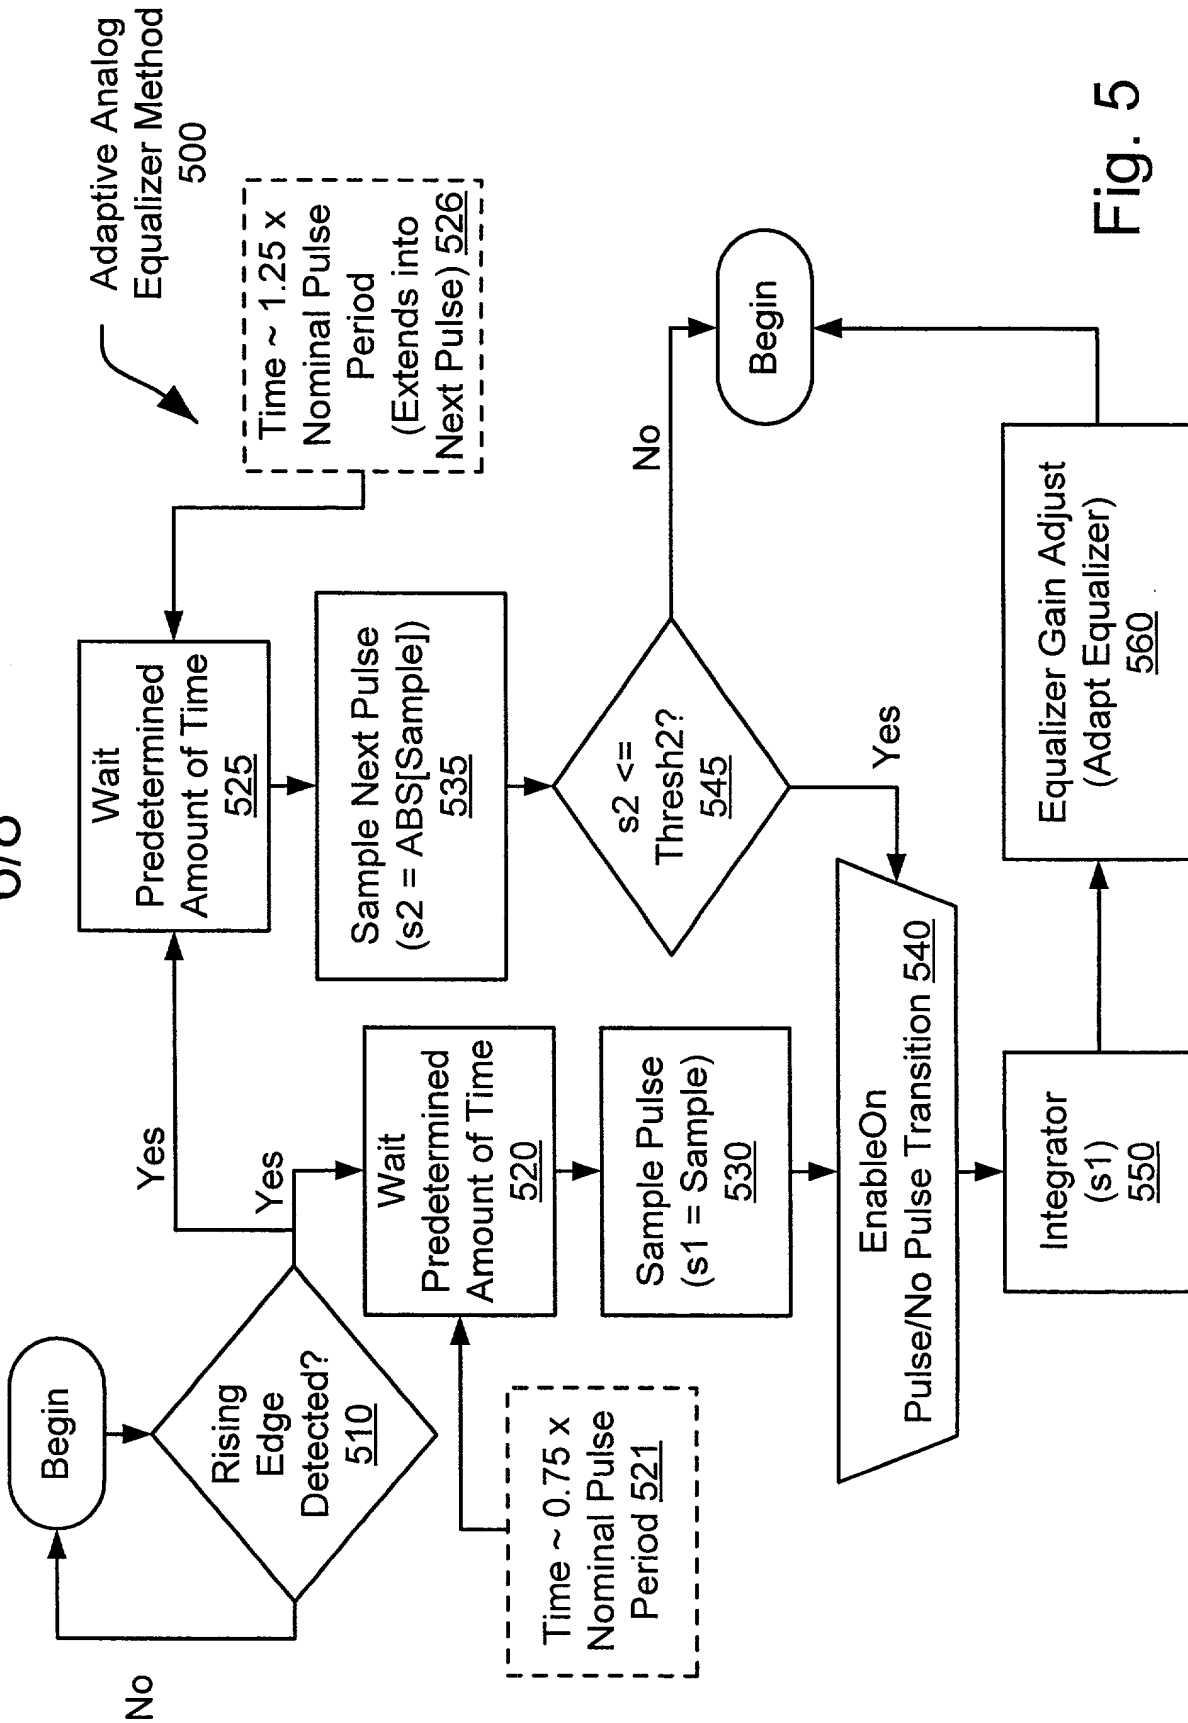 6/8
Adaptive Analog
Equalizer Method
500
Begin
No
Rising
Edge
Detected?
510
Yes
Yes
Wait
Predetermined
Amount of Time
525
Time ~ 1.25 x
Nominal Pulse
Period
(Extends into
Next Pulse) 526
Wait
Predetermined
Amount of Time
520
Time ~ 0.75 x
Nominal Pulse
Period 521
Sample Next Pulse
(s2 = ABS[Sample])
535
Sample Pulse
(s1 = Sample)
530
s2 <=
Thresh2?
545
No
Yes
Begin
EnableOn
Pulse/No Pulse Transition 540
Integrator
(s1)
550
Equalizer Gain Adjust
(Adapt Equalizer)
560
Fig. 5